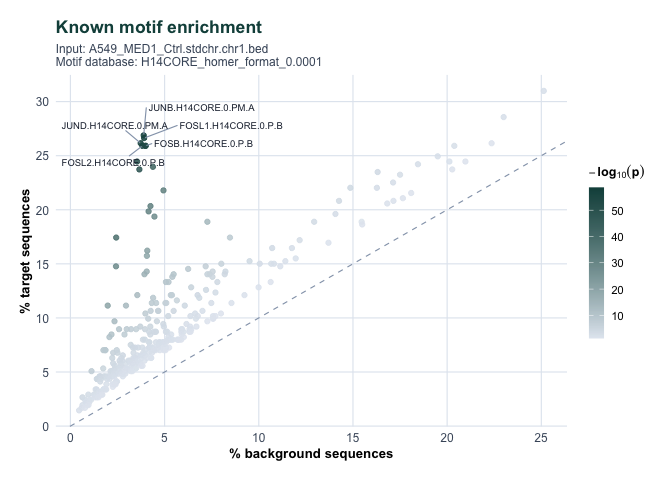 Known motif enrichment
Input: A549_MED1_Ctrl.stdchr.chr1.bed
Motif database: H14CORE_homer_format_0.0001
30
25
20
15
10
5
0
% target sequences
JUNB.H14CORE.0.PM.A
JUND.H14CORE.0.PM.A
FOSL1.H14CORE.0.P.B
FOSB.H14CORE.0.P.B
FOSL2.H14CORE.0.P.B
0
5
10
15
20
25
% background sequences
−log₁₀(p)
50
40
30
20
10